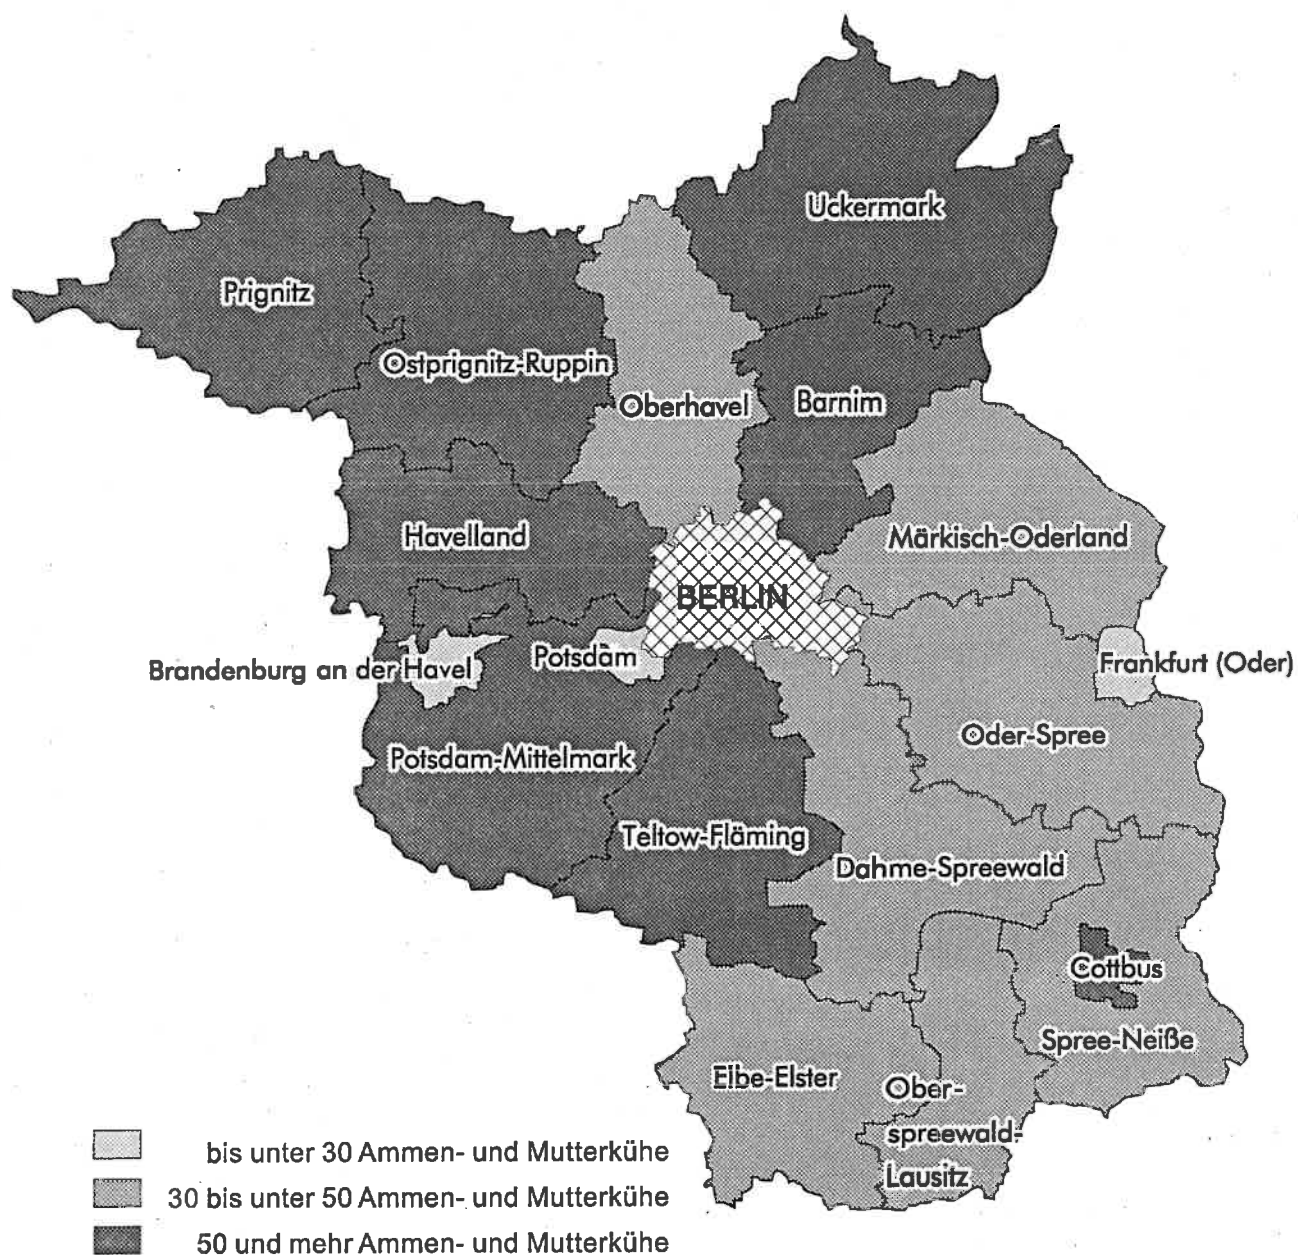 Uckermark
Prignitz
Ostprignitz-Ruppin
Oberhavel
Barnim
Havelland
Märkisch-Oderland
BERLIN
Brandenburg an der Havel
Potsdam
Frankfurt (Oder)
Oder-Spree
Potsdam-Mittelmark
Teltow-Fläming
Dahme-Spreewald
Cottbus
Spree-Neiße
Elbe-Elster
Ober-
spreewald-
Lausitz
bis unter 30 Ammen- und Mutterkühe
30 bis unter 50 Ammen- und Mutterkühe
50 und mehr Ammen- und Mutterkühe